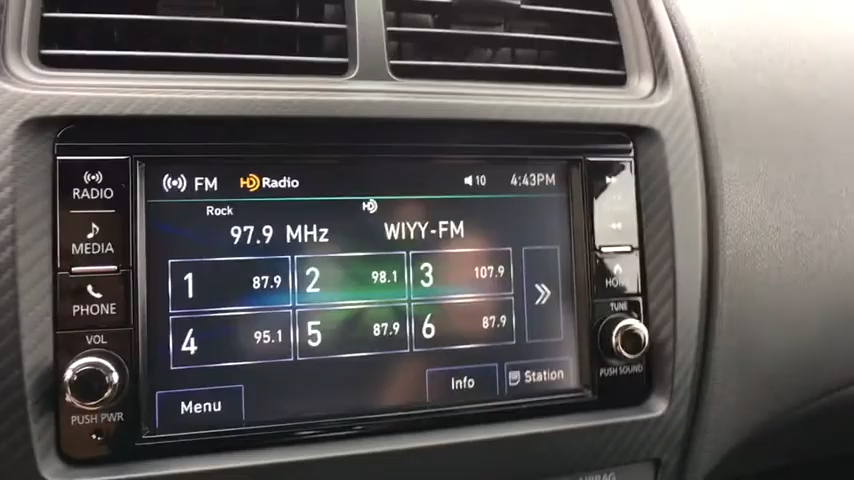 RADIO
MEDIA
PHONE
VOL
PUSH PWR
FM HD Radio 10 4:43PM
Rock HD
97.9 MHz WIYY-FM
1 87.9 2 98.1 3 107.9
4 95.1 5 87.9 6 87.9
Menu Info Station
TUNE
PUSH SOUND